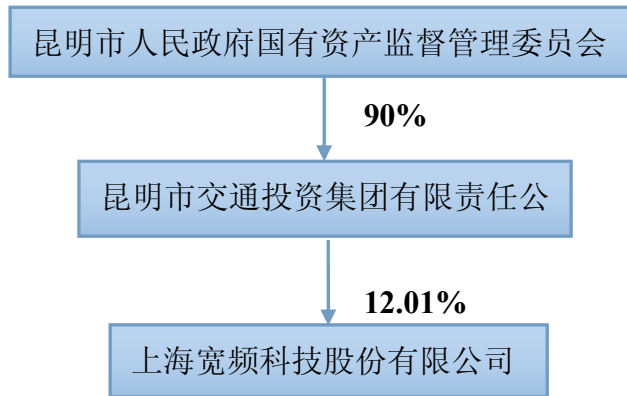 昆明市人民政府国有资产监督管理委员会
90%
昆明市交通投资集团有限责任公
12.01%
上海宽频科技股份有限公司